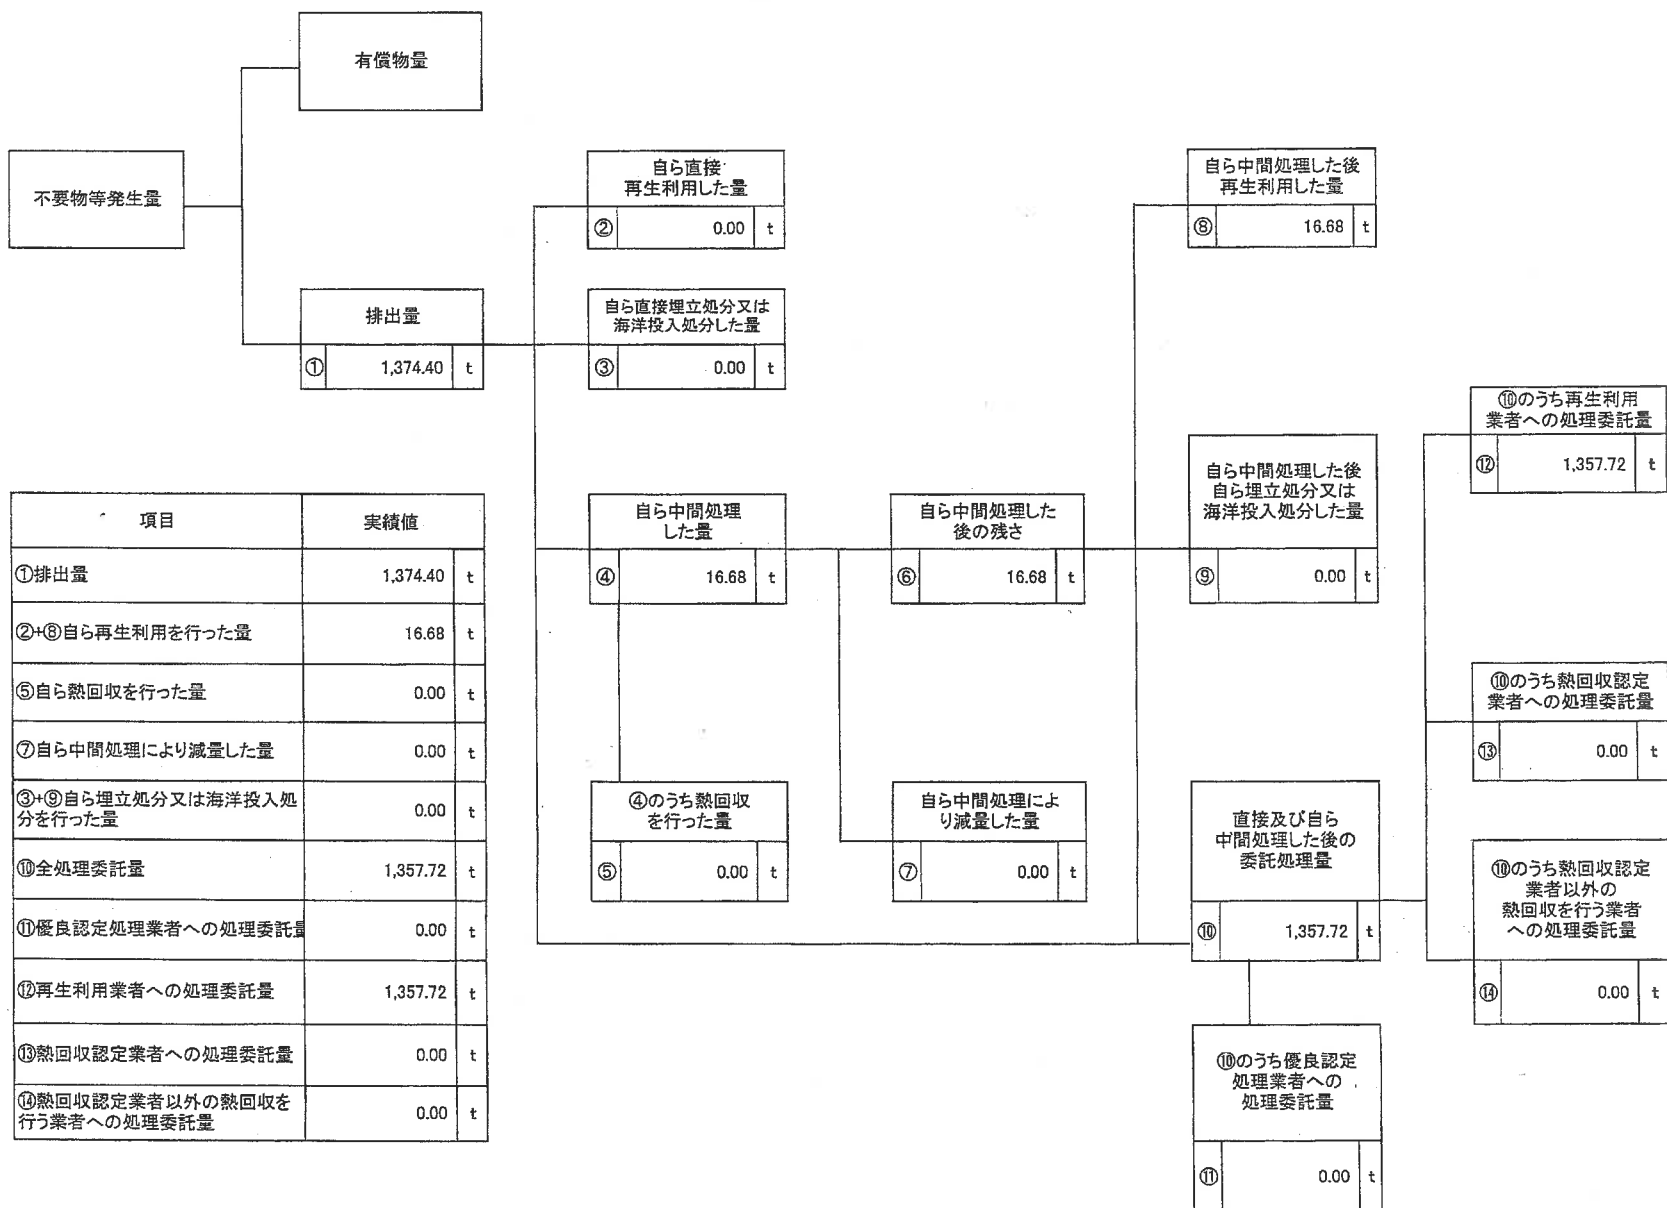 有償物量
不要物等発生量
排出量
① 1,374.40 t
自ら直接
再生利用した量
② 0.00 t
自ら直接埋立処分又は
海洋投入処分した量
③ 0.00 t
自ら中間処理
した量
④ 16.68 t
④のうち熱回収
を行った量
⑤ 0.00 t
自ら中間処理した
後の残さ
⑥ 16.68 t
自ら中間処理によ
り減量した量
⑦ 0.00 t
自ら中間処理した後
再生利用した量
⑧ 16.68 t
自ら中間処理した後
自ら埋立処分又は
海洋投入処分した量
⑨ 0.00 t
直接及び自ら
中間処理した後の
委託処理量
⑩ 1,357.72 t
⑩のうち優良認定
処理業者への
処理委託量
⑪ 0.00 t
⑩のうち再生利用
業者への処理委託量
⑫ 1,357.72 t
⑩のうち熱回収認定
業者への処理委託量
⑬ 0.00 t
⑩のうち熱回収認定
業者以外の
熱回収を行う業者
への処理委託量
⑭ 0.00 t
項目 実績値
①排出量 1,374.40 t
②+⑧自ら再生利用を行った量 16.68 t
⑤自ら熱回収を行った量 0.00 t
⑦自ら中間処理により減量した量 0.00 t
③+⑨自ら埋立処分又は海洋投入処
分を行った量 0.00 t
⑩全処理委託量 1,357.72 t
⑪優良認定処理業者への処理委託量 0.00 t
⑫再生利用業者への処理委託量 1,357.72 t
⑬熱回収認定業者への処理委託量 0.00 t
⑭熱回収認定業者以外の熱回収を
行う業者への処理委託量 0.00 t